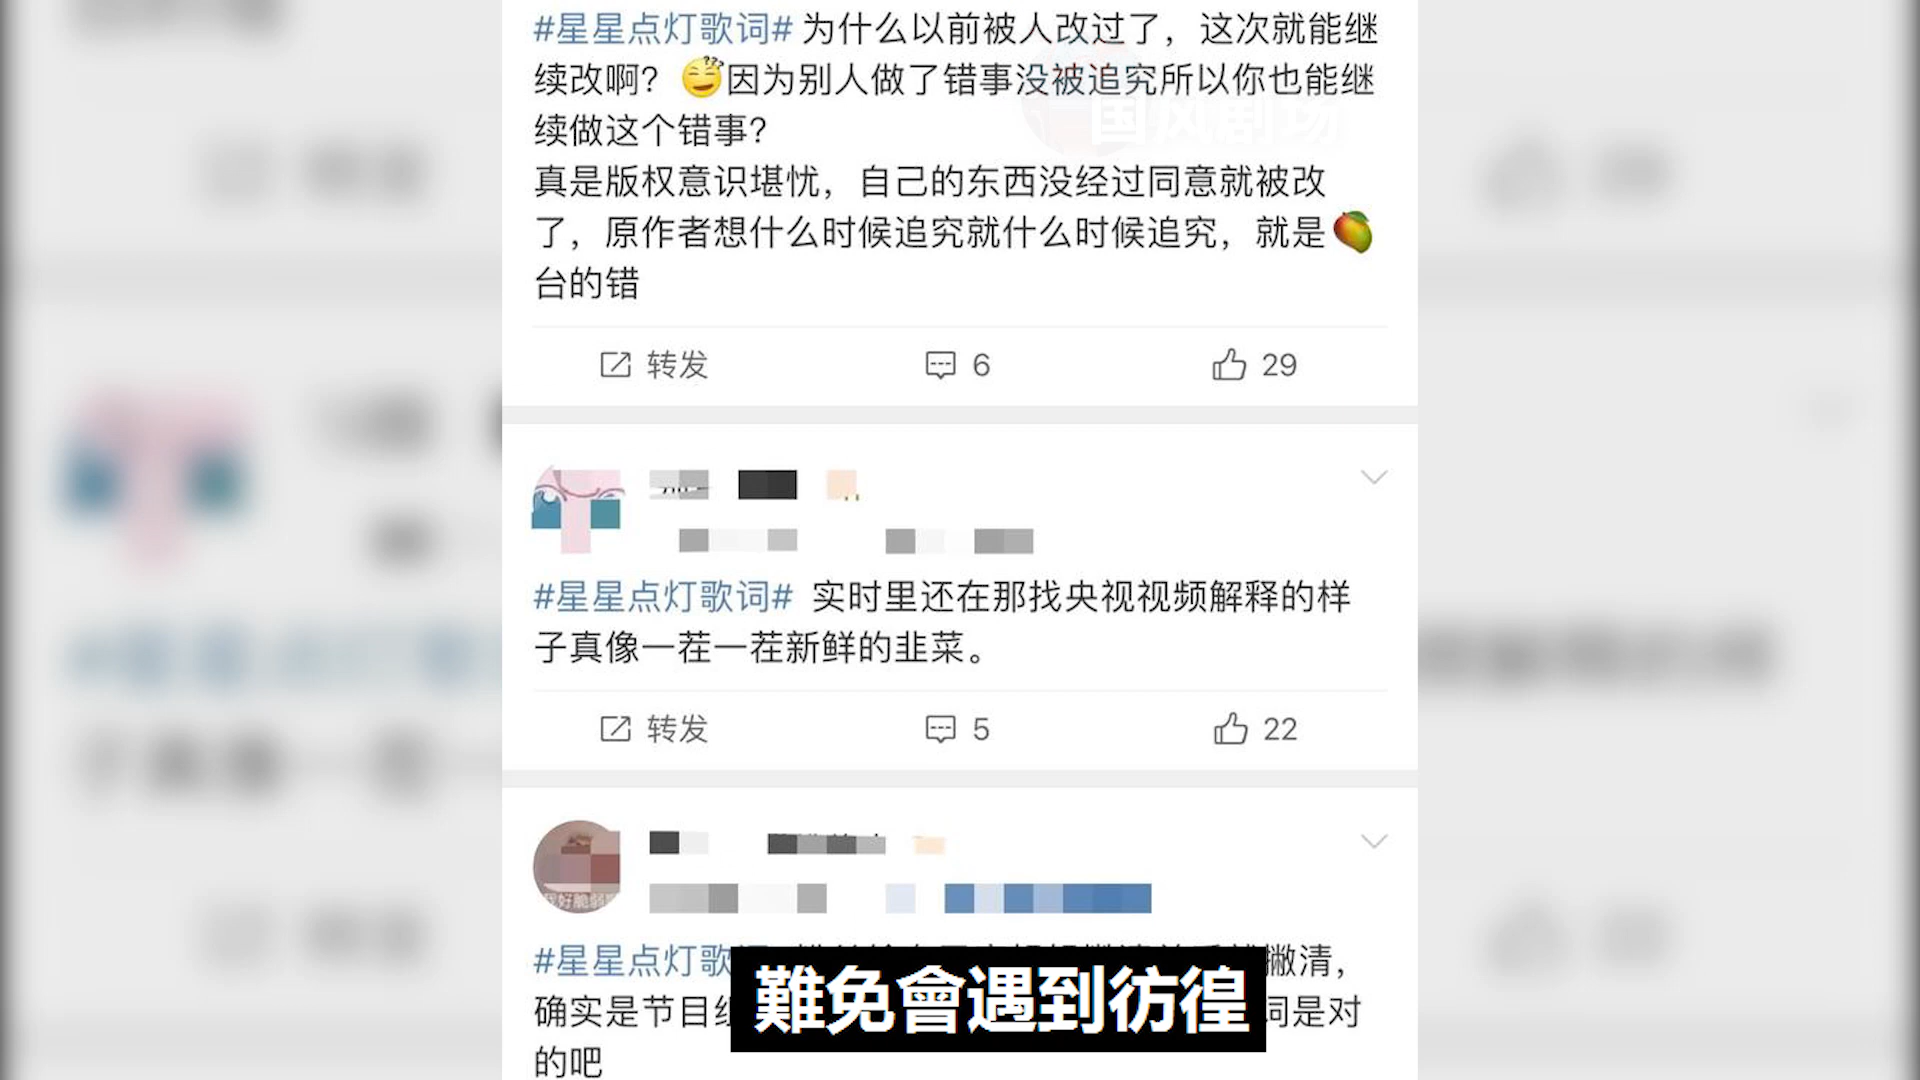 #星星点灯歌词# 为什么以前被人改过了，这次就能继
续改啊？因为别人做了错事没被追究所以你也能继
续做这个错事?
国风剧场
真是版权意识堪忧，自己的东西没经过同意就被改
了，原作者想什么时候追究就什么时候追究，就是
台的错
转发 6 29
#星星点灯歌词# 实时里还在那找央视视频解释的样
子真像一茬一茬新鲜的韭菜。
转发 5 22
#星星点灯歌 撇清，
确实是节目 词是对
的吧
難免會遇到彷徨